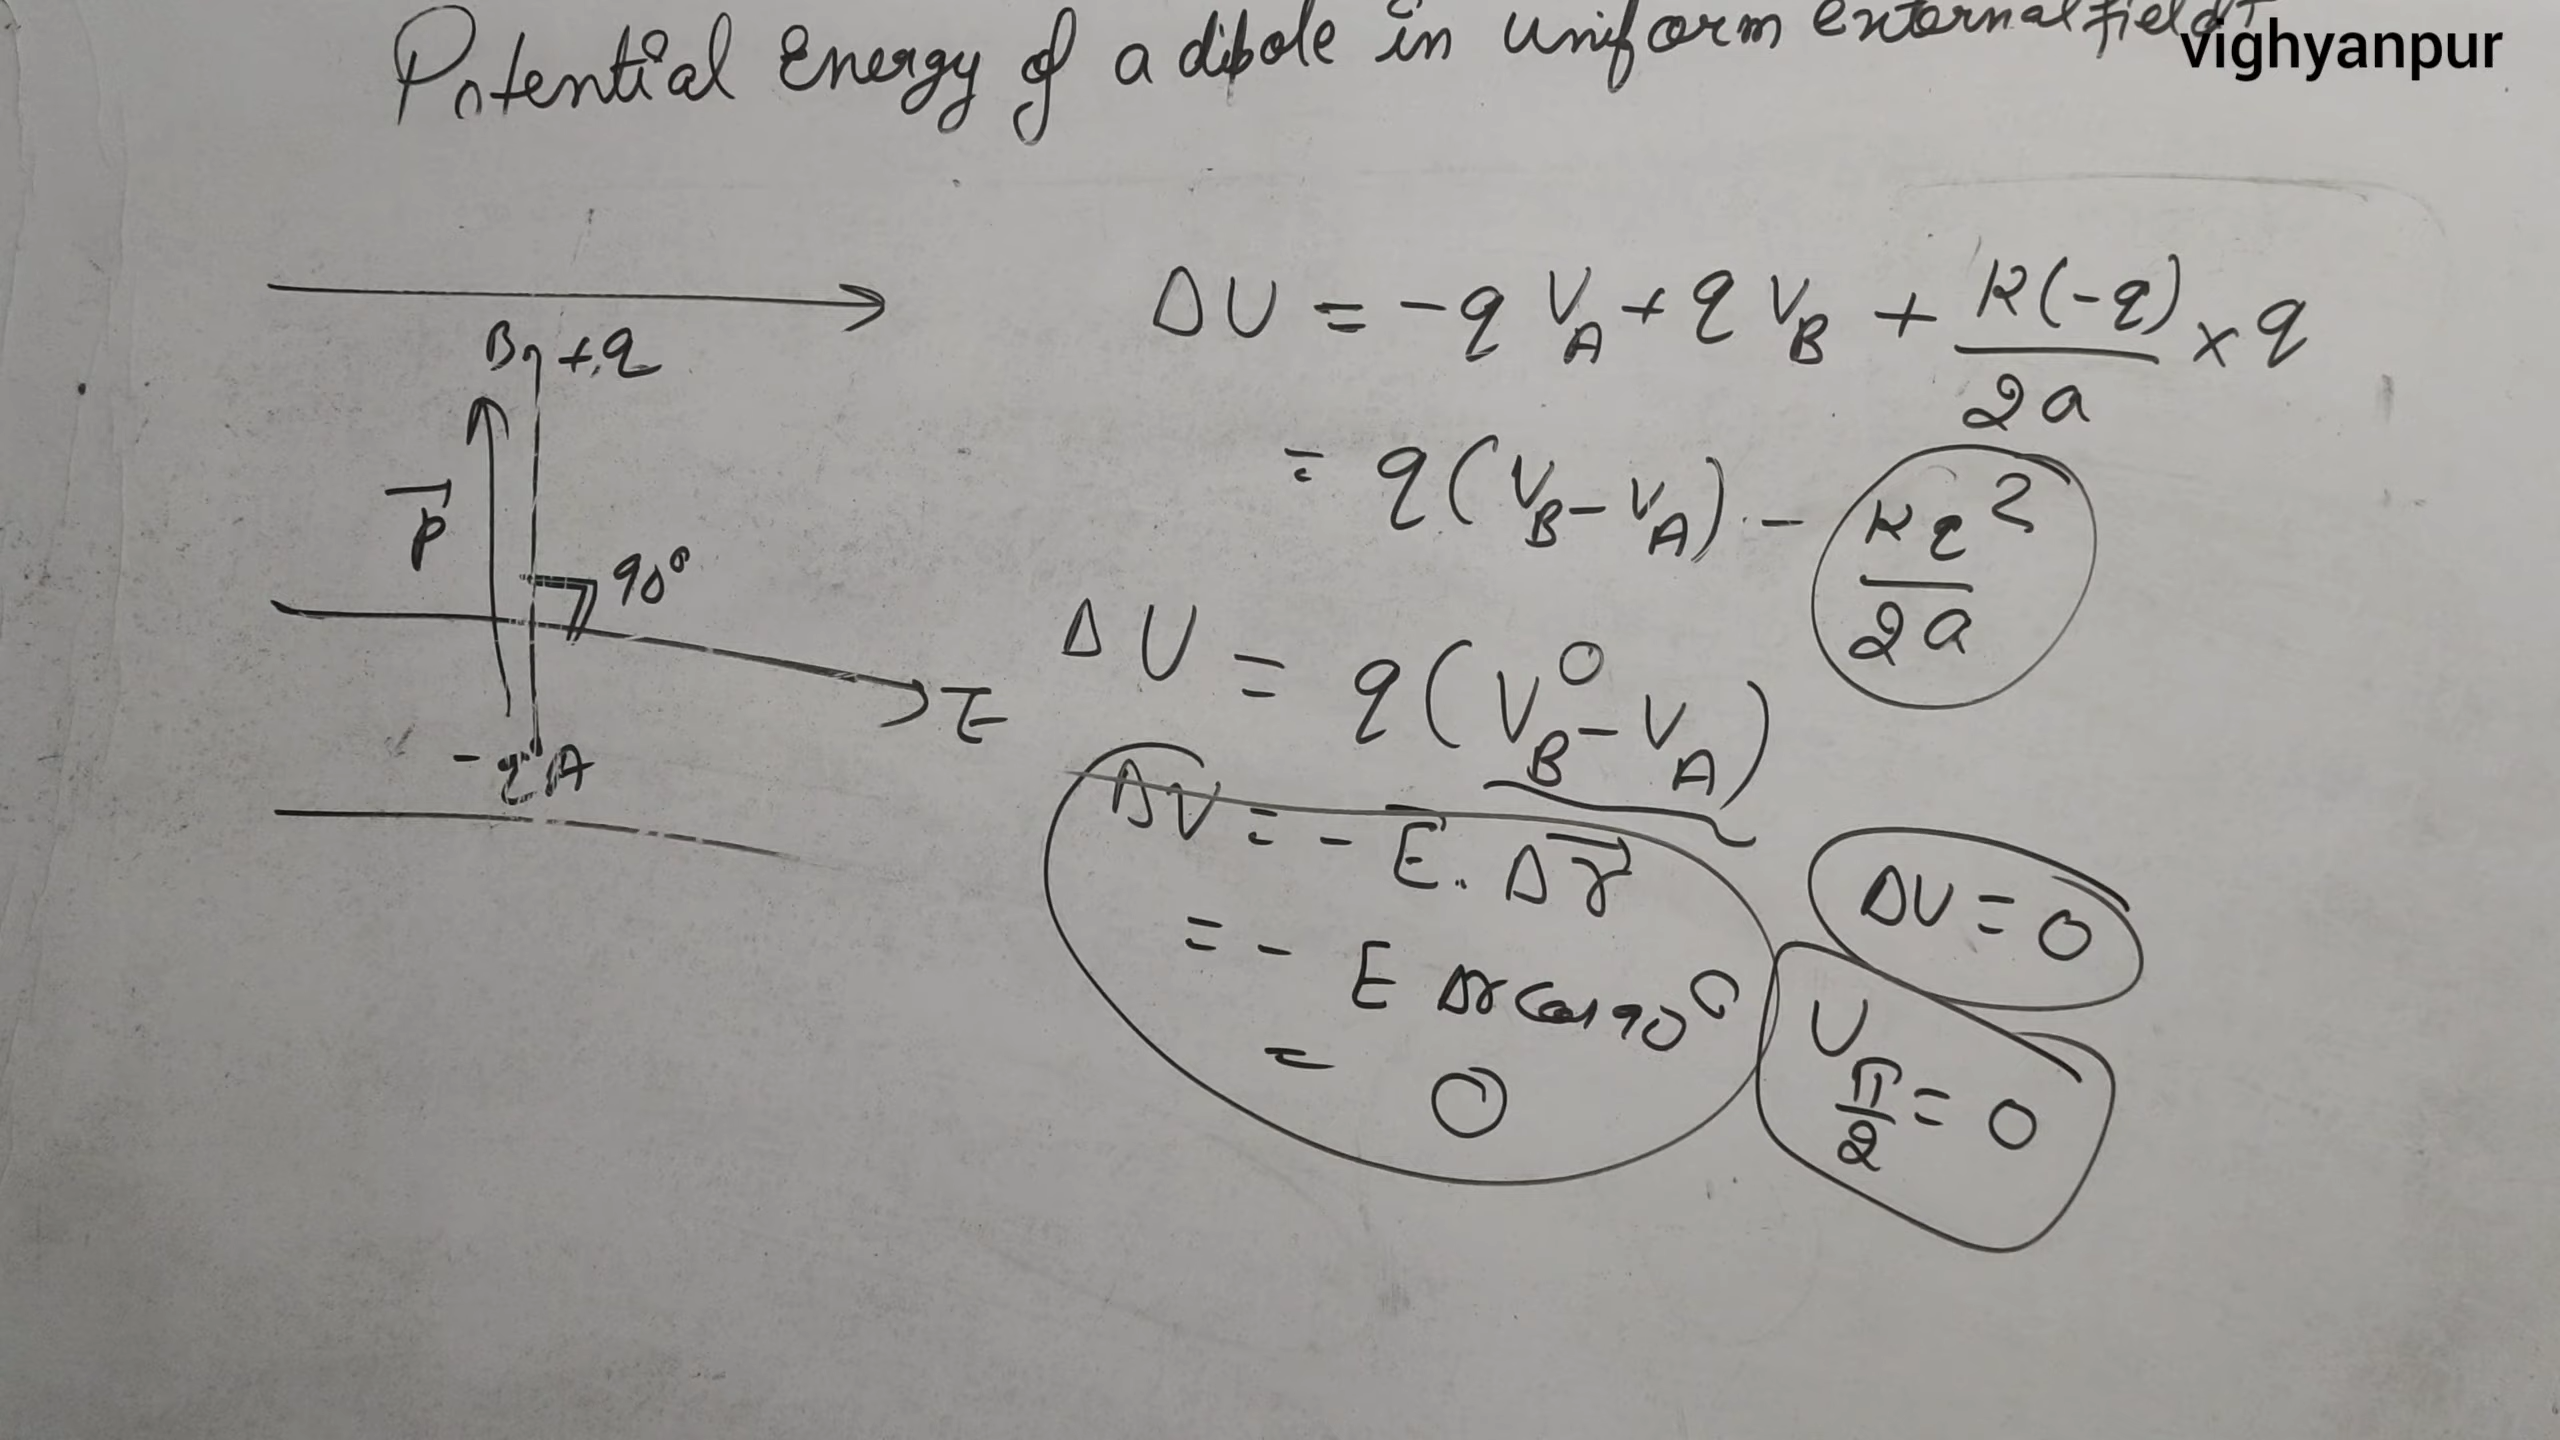 Potential Energy of a dipole in uniform external field
vighyanpur
B +q
p⃗
90°
E
-q A
ΔU = -q V_A + q V_B + K(-q)/2a × q
= q(V_B - V_A) - Kq²/2a
ΔU = q(V_B - V_A) 0
ΔV = - E⃗ . Δr⃗
= - E Δr cos 90°
= 0
ΔU = 0
U_π/2 = 0